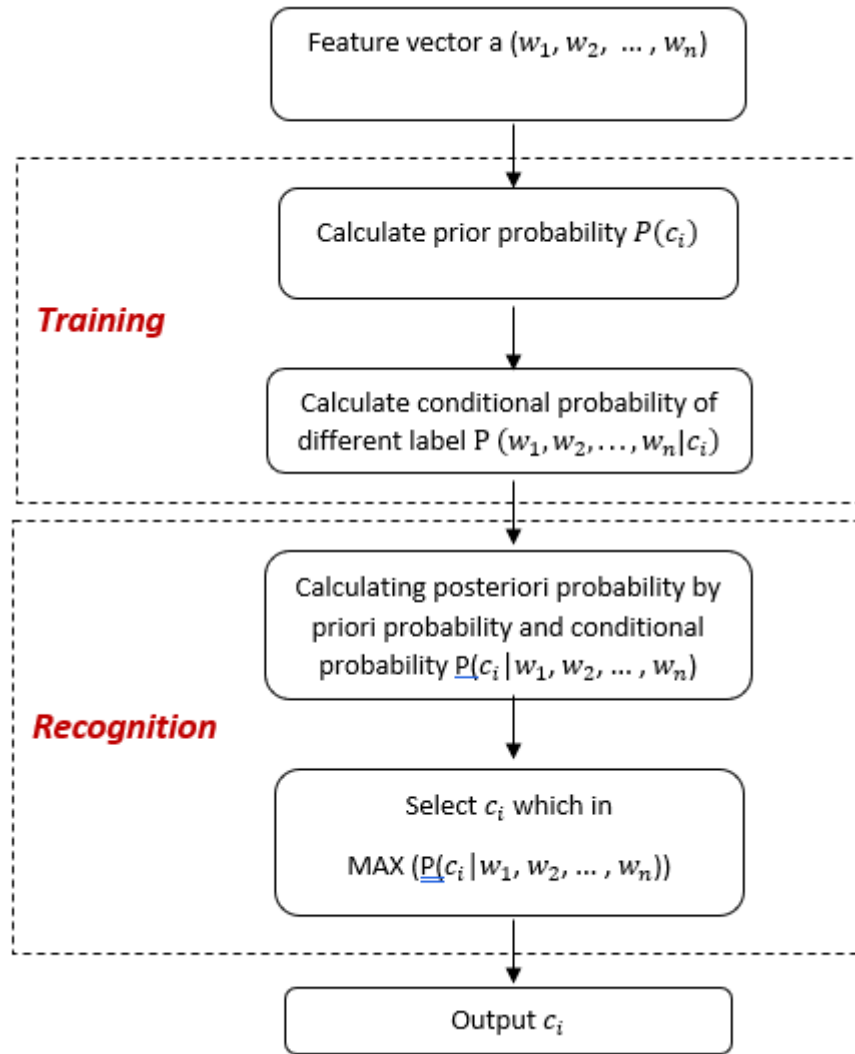 Feature vector a (w₁, w₂, … , wₙ)
Calculate prior probability P(cᵢ)
Training
Calculate conditional probability of
different label P (w₁, w₂, . . . , wₙ|cᵢ)
Calculating posteriori probability by
priori probability and conditional
probability P(cᵢ|w₁, w₂, … , wₙ)
Recognition
Select cᵢ which in
MAX (P(cᵢ|w₁, w₂, … , wₙ))
Output cᵢ